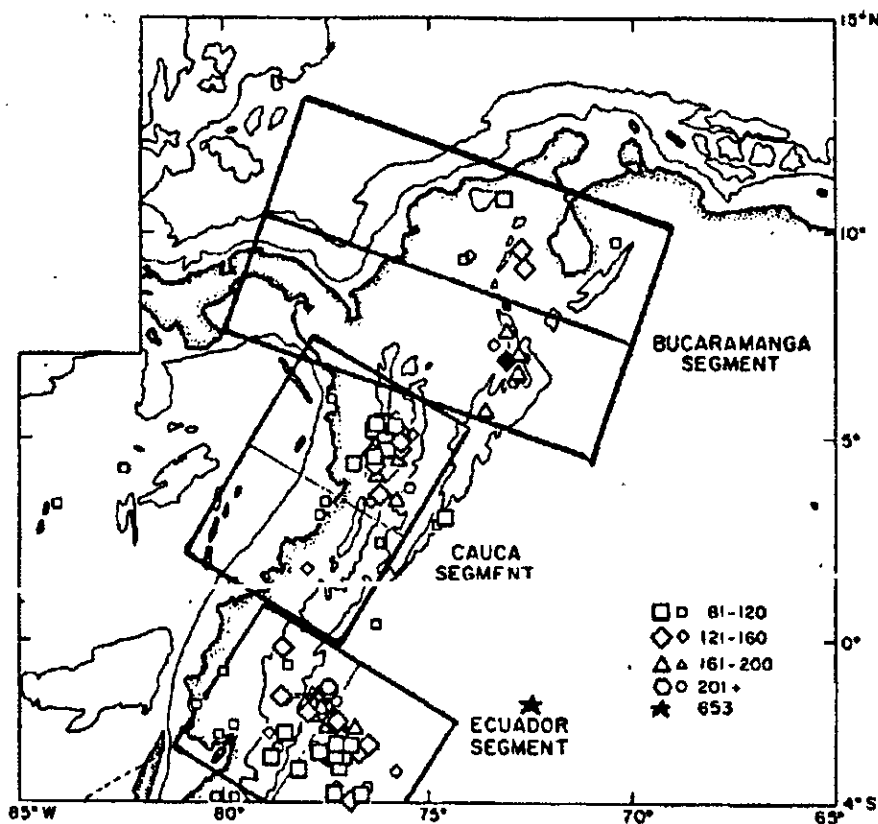 15°N
10°
BUCARAMANGA
SEGMENT
5°
CAUCA
SEGMENT
81-120
121-160
0°
161-200
201+
653
ECUADOR
SEGMENT
85°W
80°
75°
70°
65°
4°S